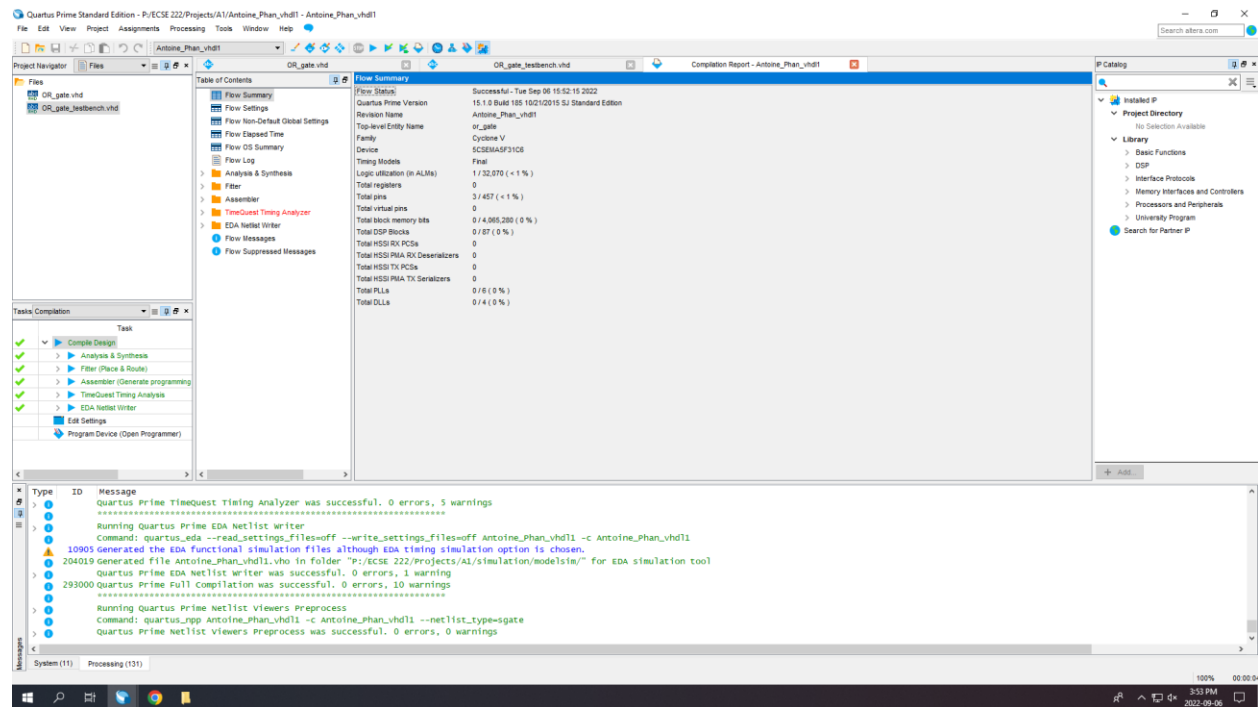 Quartus Prime Standard Edition - P:/ECSE 222/Projects/A1/Antoine_Phan_vhdl1 - Antoine_Phan_vhdl1
File Edit View Project Assignments Processing Tools Window Help
Search altera.com
Antoine_Phan_vhdl1
Project Navigator Files
OR_gate.vhd
OR_gate_testbench.vhd
Compilation Report - Antoine_Phan_vhdl1
IP Catalog
Files
OR_gate.vhd
OR_gate_testbench.vhd
Table of Contents
Flow Summary
Flow Settings
Flow Non-Default Global Settings
Flow Elapsed Time
Flow OS Summary
Flow Log
Analysis & Synthesis
Fitter
Assembler
TimeQuest Timing Analyzer
EDA Netlist Writer
Flow Messages
Flow Suppressed Messages
Flow Summary
Flow Status Successful - Tue Sep 06 15:52:15 2022
Quartus Prime Version 15.1.0 Build 185 10/21/2015 SJ Standard Edition
Revision Name Antoine_Phan_vhdl1
Top-level Entity Name or_gate
Family Cyclone V
Device 5CSEMA5F31C6
Timing Models Final
Logic utilization (in ALMs) 1 / 32,070 ( < 1 % )
Total registers 0
Total pins 3 / 457 ( < 1 % )
Total virtual pins 0
Total block memory bits 0 / 4,065,280 ( 0 % )
Total DSP Blocks 0 / 87 ( 0 % )
Total HSSI RX PCSs 0
Total HSSI PMA RX Deserializers 0
Total HSSI TX PCSs 0
Total HSSI PMA TX Serializers 0
Total PLLs 0 / 6 ( 0 % )
Total DLLs 0 / 4 ( 0 % )
Installed IP
Project Directory
No Selection Available
Library
Basic Functions
DSP
Interface Protocols
Memory Interfaces and Controllers
Processors and Peripherals
University Program
Search for Partner IP
+ Add...
Tasks Compilation
Task
Compile Design
Analysis & Synthesis
Fitter (Place & Route)
Assembler (Generate programming
TimeQuest Timing Analysis
EDA Netlist Writer
Edit Settings
Program Device (Open Programmer)
Type ID Message
Quartus Prime TimeQuest Timing Analyzer was successful. 0 errors, 5 warnings
*******************************************************************
Running Quartus Prime EDA Netlist Writer
Command: quartus_eda --read_settings_files=off --write_settings_files=off Antoine_Phan_vhdl1 -c Antoine_Phan_vhdl1
10905 Generated the EDA functional simulation files although EDA timing simulation option is chosen.
204019 Generated file Antoine_Phan_vhdl1.vho in folder "P:/ECSE 222/Projects/A1/simulation/modelsim/" for EDA simulation tool
Quartus Prime EDA Netlist Writer was successful. 0 errors, 1 warning
293000 Quartus Prime Full Compilation was successful. 0 errors, 10 warnings
*******************************************************************
Running Quartus Prime Netlist Viewers Preprocess
Command: quartus_npp Antoine_Phan_vhdl1 -c Antoine_Phan_vhdl1 --netlist_type=sgate
Quartus Prime Netlist Viewers Preprocess was successful. 0 errors, 0 warnings
Messages
System (11) Processing (131)
100% 00:00:04
3:53 PM
2022-09-06